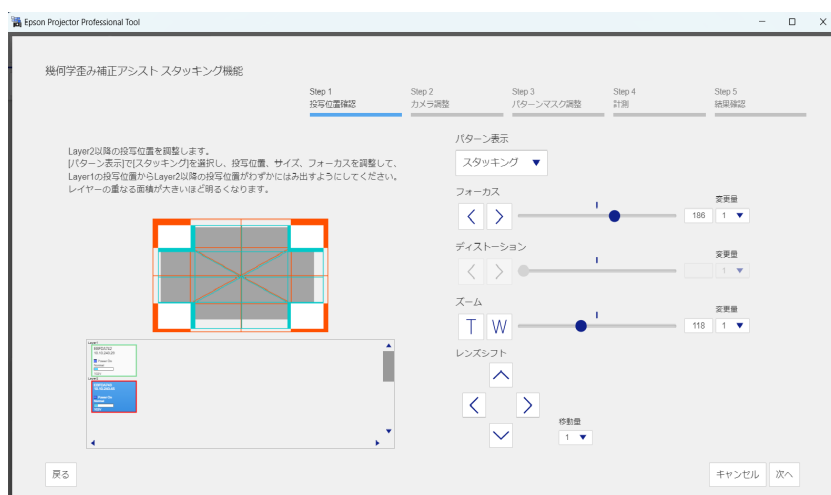 Epson Projector Professional Tool
幾何学歪み補正アシスト スタッキング機能
Step 1
投写位置確認
Step 2
カメラ調整
Step 3
パターンマスク調整
Step 4
計測
Step 5
結果確認
Layer2以降の投写位置を調整します。
[パターン表示]で[スタッキング]を選択し、投写位置、サイズ、フォーカスを調整して、
Layer1の投写位置からLayer2以降の投写位置がわずかにはみ出すようにしてください。
レイヤーの重なる面積が大きいほど明るくなります。
Layer1
Power On
Layer2
Power On
パターン表示
スタッキング
フォーカス
変更量
186
1
ディストーション
変更量
1
ズーム
変更量
T
W
118
1
レンズシフト
移動量
1
戻る
キャンセル
次へ